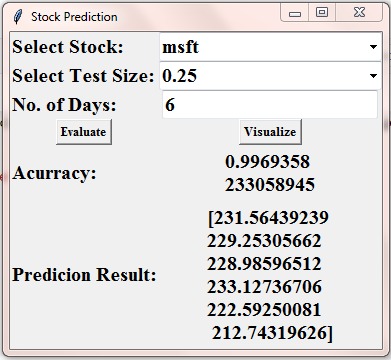 Stock Prediction
Select Stock: msft
Select Test Size: 0.25
No. of Days: 6
Evaluate Visualize
Acurracy: 0.9969358
233058945
Predicion Result: [231.56439239
229.25305662
228.98596512
233.12736706
222.59250081
212.74319626]